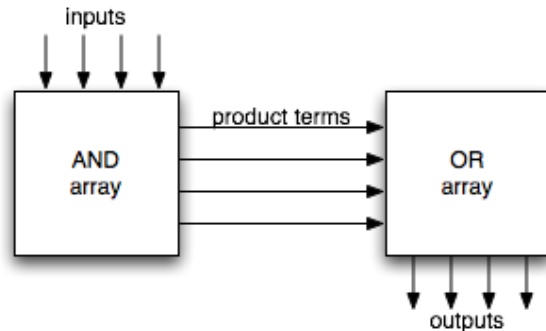 inputs
AND
array
product terms
OR
array
outputs